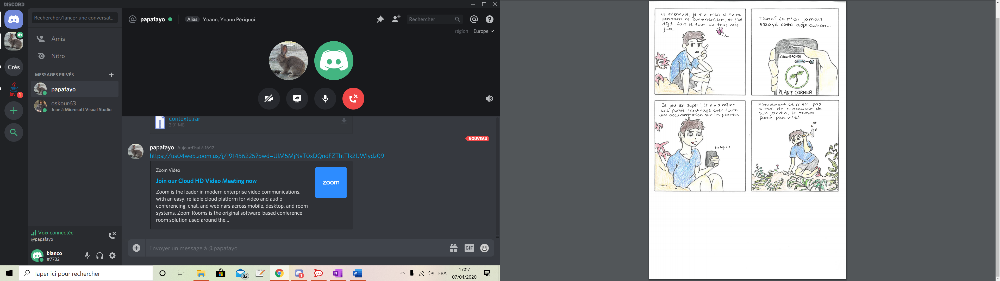 DISCORD
Rechercher/lancer une conversat...
Amis
Nitro
MESSAGES PRIVÉS
papafayo
oskour63
Joue à Microsoft Visual Studio
Crés
Jav
1
Voix connectée
@papafayo
blanco
#7732
papafayo
Alias
Yoann, Yoann Périquoi
Rechercher
région
Europe
contexte.rar
3.91 MB
NOUVEAU
papafayo Aujourd'hui à 16:12
https://us04web.zoom.us/j/191456225?pwd=UlM5MjNvT0xDQndFZThtTlk2UWlydz09
Zoom Video
Join our Cloud HD Video Meeting now
Zoom is the leader in modern enterprise video communications,
with an easy, reliable cloud platform for video and audio
conferencing, chat, and webinars across mobile, desktop, and room
systems. Zoom Rooms is the original software-based conference
room solution used around the...
zoom
Envoyer un message à @papafayo
GIF
Taper ici pour rechercher
82
1
FRA
17:07
07/04/2020
Je m'ennuie, je n'ai rien à faire
pendant ce confinement, et j'ai
déjà fait le tour de tous mes
jeux.
Tiens? Je n'ai jamais
essayé cette application...
< RECHERCHER
PLANT CORNER
Ce jeu est super ! Et il y a même
une partie jardinage avec toute
une documentation sur les plantes
bip bip bip
Finalement ce n'est pas
si mal de s'occuper de
son jardin, le temps
passe plus vite!